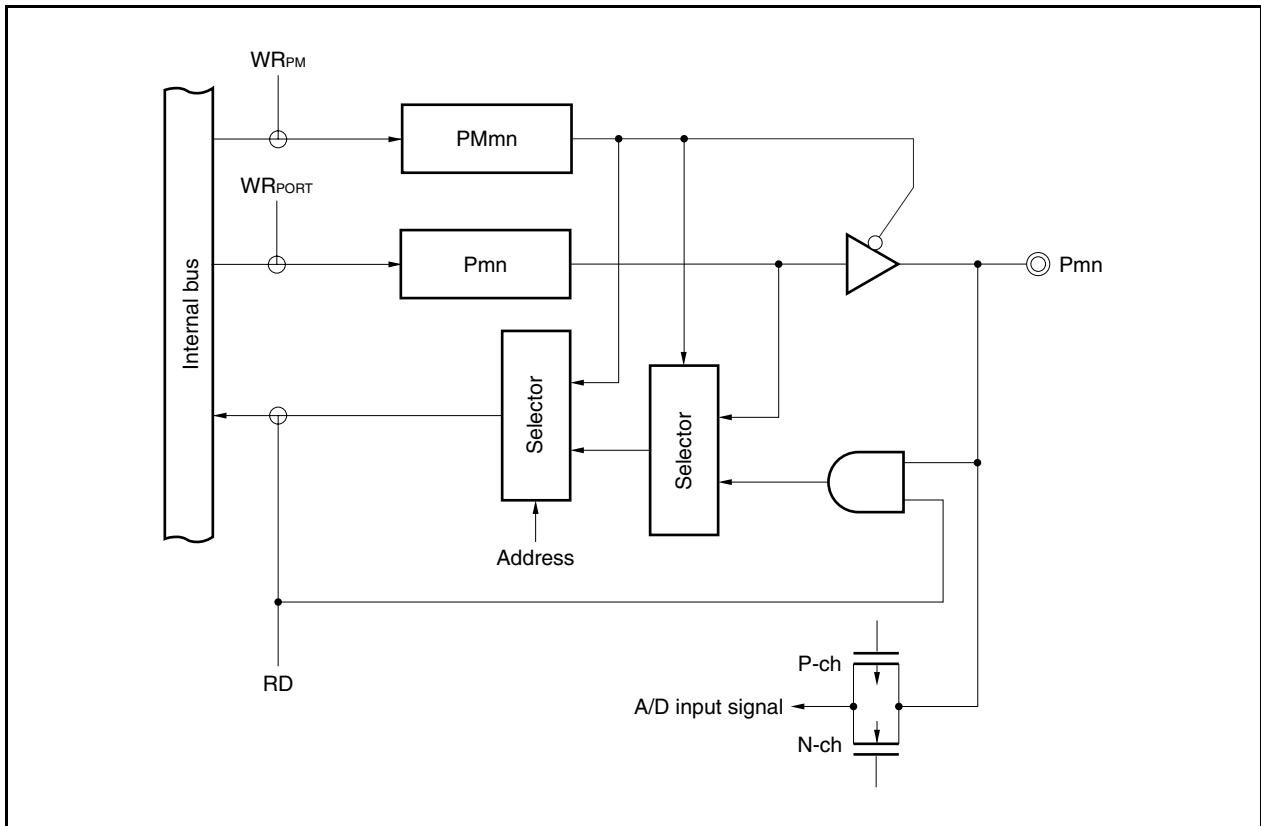 WRPM
PMmn
WRPORT
Pmn
Pmn
Internal bus
Selector
Selector
Address
RD
P-ch
A/D input signal
N-ch